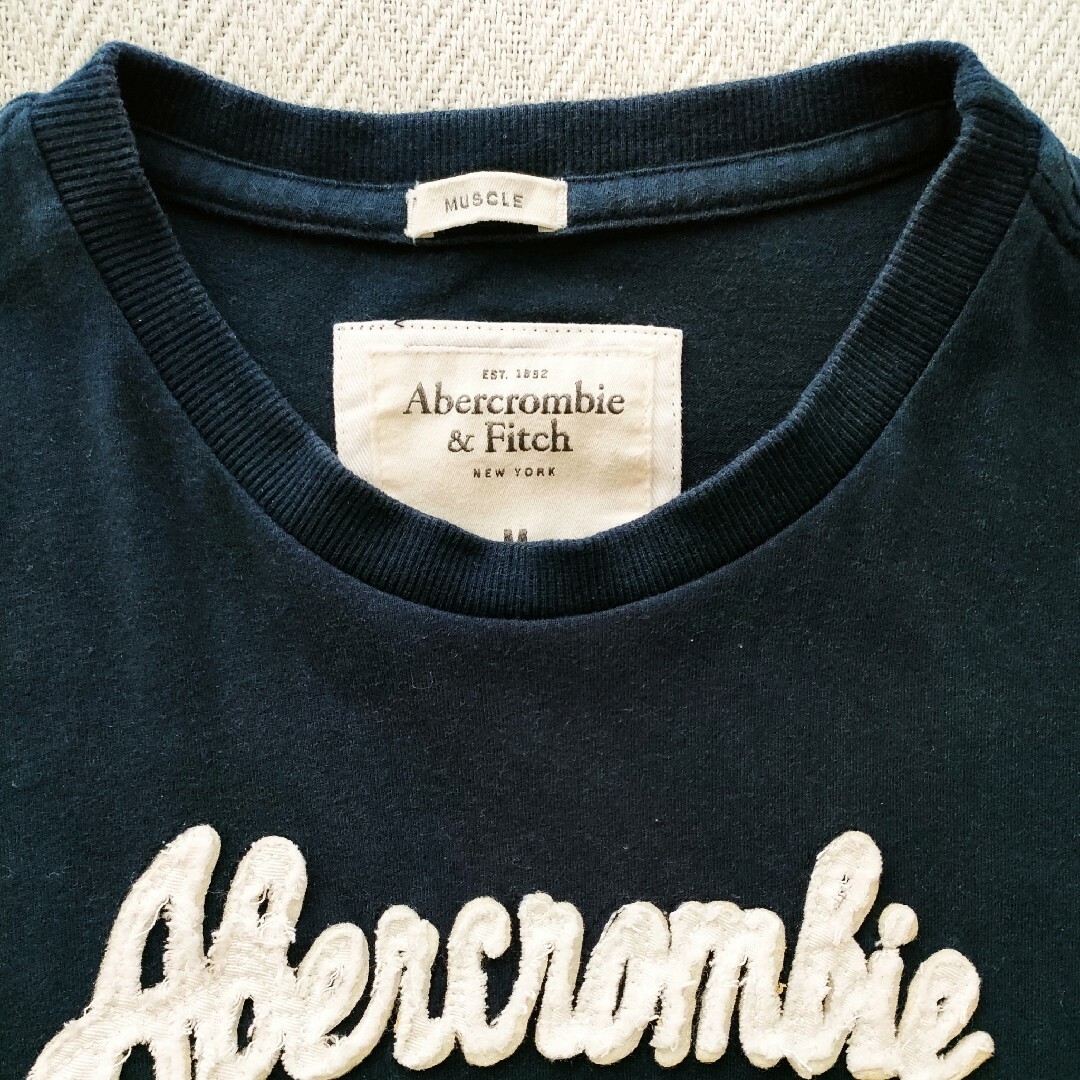 MUSCLE
EST. 1892
Abercrombie
& Fitch
NEW YORK
M
Abercrombie